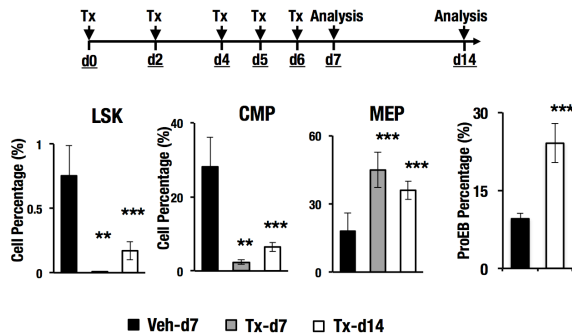 Tx Tx Tx Tx Tx Analysis Analysis
d0 d2 d4 d5 d6 d7 d14
LSK CMP MEP
Cell Percentage (%)
1
0.5
0
**
***
Cell Percentage (%)
40
20
0
**
***
Cell Percentage (%)
60
30
0
***
***
ProEB Percentage (%)
30
15
0
***
Veh-d7 Tx-d7 Tx-d14